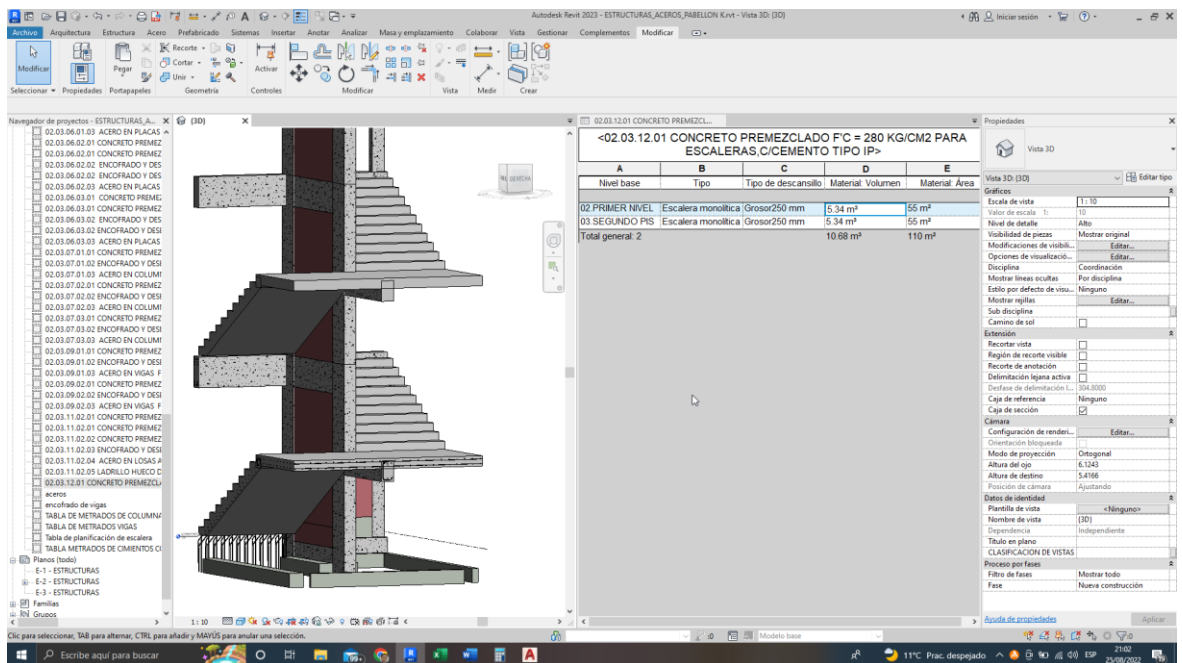 Autodesk Revit 2023 - ESTRUCTURAS_ACEROS_PABELLON K.rvt - Vista 3D: {3D}
Iniciar sesión
Archivo Arquitectura Estructura Acero Prefabricado Sistemas Insertar Anotar Analizar Masa y emplazamiento Colaborar Vista Gestionar Complementos Modificar
Modificar
Pegar
Recorte
Cortar
Unir
Activar
Seleccionar Propiedades Portapapeles Geometría Controles Modificar Vista Medir Crear
Navegador de proyectos - ESTRUCTURAS_A...
02.03.06.01.03 ACERO EN PLACAS
02.03.06.02.01 CONCRETO PREMEZ
02.03.06.02.01 CONCRETO PREMEZ
02.03.06.02.02 ENCOFRADO Y DES
02.03.06.02.02 ENCOFRADO Y DES
02.03.06.02.03 ACERO EN PLACAS
02.03.06.03.01 CONCRETO PREMEZ
02.03.06.03.01 CONCRETO PREMEZ
02.03.06.03.02 ENCOFRADO Y DES
02.03.06.03.02 ENCOFRADO Y DES
02.03.06.03.03 ACERO EN PLACAS
02.03.07.01.01 CONCRETO PREMEZ
02.03.07.01.02 ENCOFRADO Y DESI
02.03.07.01.03 ACERO EN COLUMI
02.03.07.02.01 CONCRETO PREMEZ
02.03.07.02.02 ENCOFRADO Y DESI
02.03.07.02.03 ACERO EN COLUMI
02.03.07.03.01 CONCRETO PREMEZ
02.03.07.03.02 ENCOFRADO Y DESI
02.03.07.03.03 ACERO EN COLUMI
02.03.09.01.01 CONCRETO PREMEZ
02.03.09.01.02 ENCOFRADO Y DESI
02.03.09.01.03 ACERO EN VIGAS F
02.03.09.02.01 CONCRETO PREMEZ
02.03.09.02.02 ENCOFRADO Y DESI
02.03.09.02.03 ACERO EN VIGAS F
02.03.11.02.01 CONCRETO PREMEZ
02.03.11.02.01 CONCRETO PREMEZ
02.03.11.02.02 CONCRETO PREMEZ
02.03.11.02.03 ENCOFRADO Y DESI
02.03.11.02.04 ACERO EN LOSAS A
02.03.11.02.05 LADRILLO HUECO D
02.03.12.01 CONCRETO PREMEZCLA
aceros
encofrado de vigas
TABLA DE METRADOS DE COLUMNA
TABLA DE METRADOS VIGAS
Tabla de planificación de escalera
TABLA METRADOS DE CIMIENTOS CI
Planos (todo)
E-1 - ESTRUCTURAS
E-2 - ESTRUCTURAS
E-3 - ESTRUCTURAS
Familias
Grupos
{3D}
DERECHA
1 : 10
02.03.12.01 CONCRETO PREMEZCL...
<02.03.12.01 CONCRETO PREMEZCLADO F'C = 280 KG/CM2 PARA
ESCALERAS,C/CEMENTO TIPO IP>
A B C D E
Nivel base Tipo Tipo de descansillo Material: Volumen Material: Área
02.PRIMER NIVEL Escalera monolítica Grosor250 mm 5.34 m³ 55 m²
03.SEGUNDO PIS Escalera monolítica Grosor250 mm 5.34 m³ 55 m²
Total general: 2 10.68 m³ 110 m²
Propiedades
Vista 3D
Vista 3D: {3D} Editar tipo
Gráficos
Escala de vista 1 : 10
Valor de escala 1: 10
Nivel de detalle Alto
Visibilidad de piezas Mostrar original
Modificaciones de visibili... Editar...
Opciones de visualizació... Editar...
Disciplina Coordinación
Mostrar líneas ocultas Por disciplina
Estilo por defecto de visu... Ninguno
Mostrar rejillas Editar...
Sub disciplina
Camino de sol
Extensión
Recortar vista
Región de recorte visible
Recorte de anotación
Delimitación lejana activa
Desfase de delimitación l... 304.8000
Caja de referencia Ninguno
Caja de sección
Cámara
Configuración de renderi... Editar...
Orientación bloqueada
Modo de proyección Ortogonal
Altura del ojo 6.1243
Altura de destino 5.4166
Posición de cámara Ajustando
Datos de identidad
Plantilla de vista <Ninguno>
Nombre de vista {3D}
Dependencia Independiente
Título en plano
CLASIFICACION DE VISTAS
Proceso por fases
Filtro de fases Mostrar todo
Fase Nueva construcción
Ayuda de propiedades Aplicar
Clic para seleccionar, TAB para alternar, CTRL para añadir y MAYÚS para anular una selección.
:0 Modelo base :0
Escribe aquí para buscar
11°C Prac. despejado ESP 21:02
25/08/2022